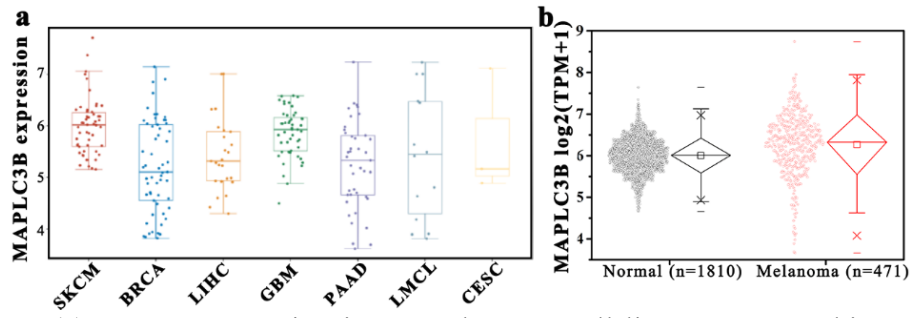 a
MAPLC3B expression
7
6
5
4
SKCM
BRCA
LIHC
GBM
PAAD
LMCL
CESC
b
MAPLC3B log2(TPM+1)
9
8
7
6
5
4
Normal (n=1810)
Melanoma (n=471)